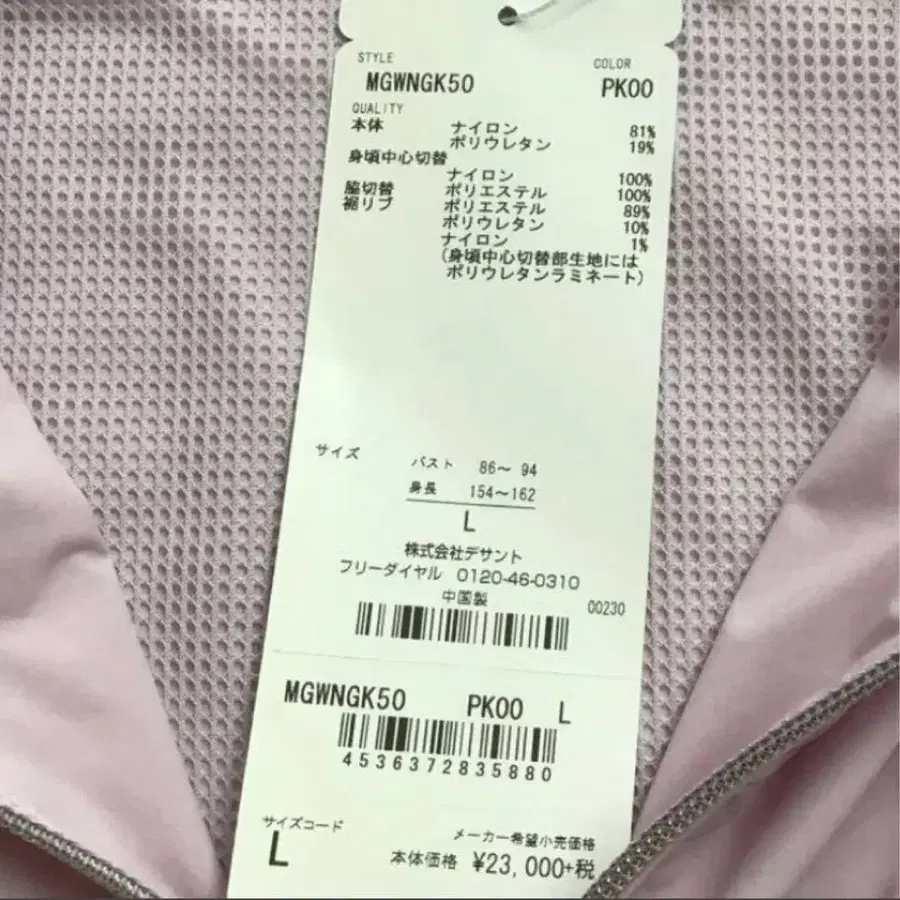 STYLE COLOR
MGWNGK50 PK00
QUALITY
本体 ナイロン 81%
ポリウレタン 19%
身頃中心切替
ナイロン 100%
脇切替 ポリエステル 100%
裾リブ ポリエステル 89%
ポリウレタン 10%
ナイロン 1%
(身頃中心切替部生地には
ポリウレタンラミネート)
サイズ バスト 86～ 94
身長 154～162
L
株式会社デサント
フリーダイヤル 0120-46-0310
中国製 00230
MGWNGK50 PK00 L
4536372835880
サイズコード メーカー希望小売価格
L 本体価格 ¥23,000+税